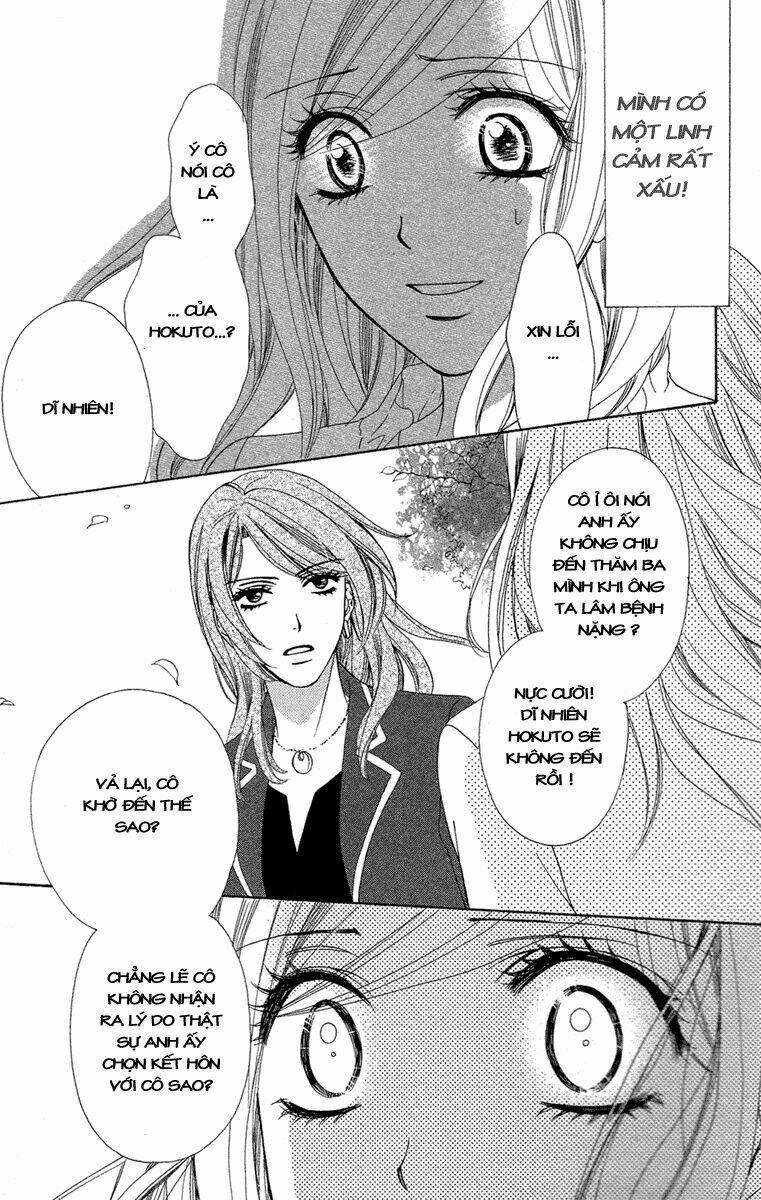 MÌNH CÓ
MỘT LINH
CẢM RẤT
XẤU!
XIN LỖI
...
Ý CÔ
NÓI CÔ
LÀ
...
... CỦA
HOKUTO...?
DĨ NHIÊN!
CÔ Ỉ ÔI NÓI
ANH ẤY
KHÔNG CHỊU
ĐẾN THĂM BA
MÌNH KHI ÔNG
TA LÂM BỆNH
NẶNG ?
NỰC CƯỜI!
DĨ NHIÊN
HOKUTO SẼ
KHÔNG ĐẾN
RỒI !
VẢ LẠI, CÔ
KHỜ ĐẾN THẾ
SAO?
CHẲNG LẼ CÔ
KHÔNG NHẬN
RA LÝ DO THẬT
SỰ ANH ẤY
CHỌN KẾT HÔN
VỚI CÔ SAO?